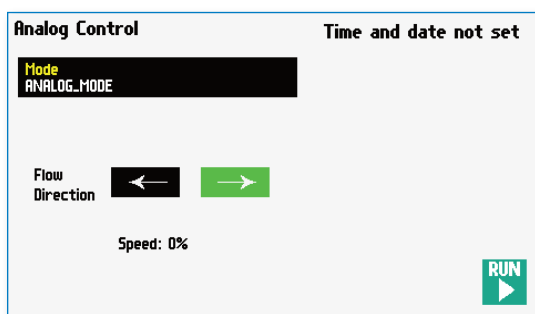 Analog Control
Time and date not set
Mode
ANALOG_MODE
Flow
Direction
Speed: 0%
RUN